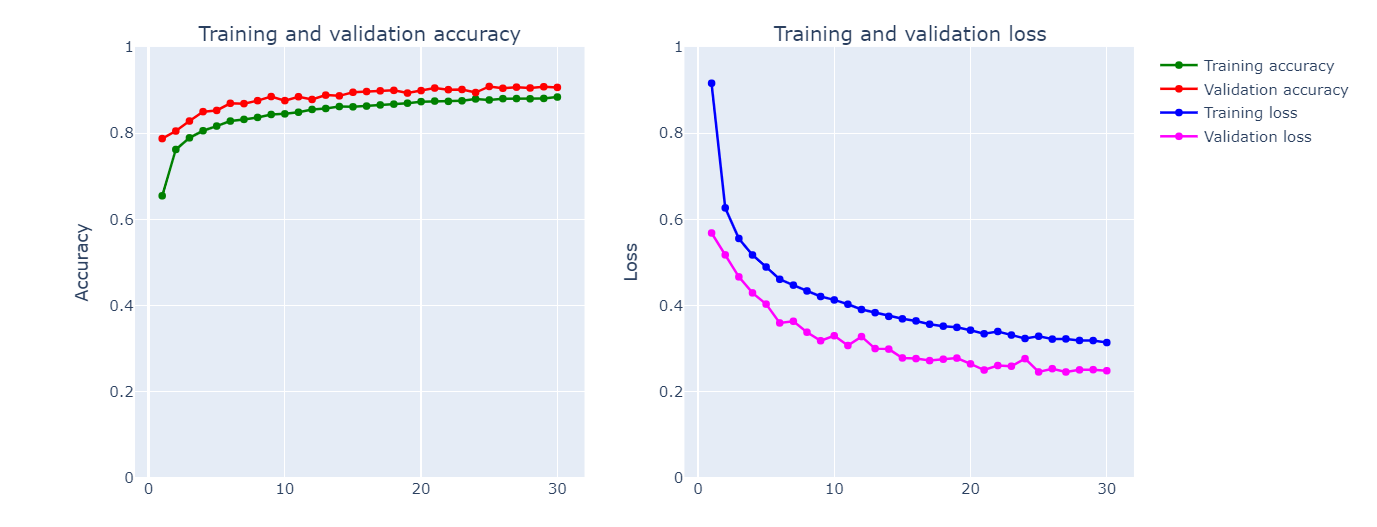 Training and validation accuracy
Training and validation loss
1
0.8
0.6
0.4
0.2
0
Accuracy
0
10
20
30
1
0.8
0.6
0.4
0.2
0
Loss
0
10
20
30
Training accuracy
Validation accuracy
Training loss
Validation loss